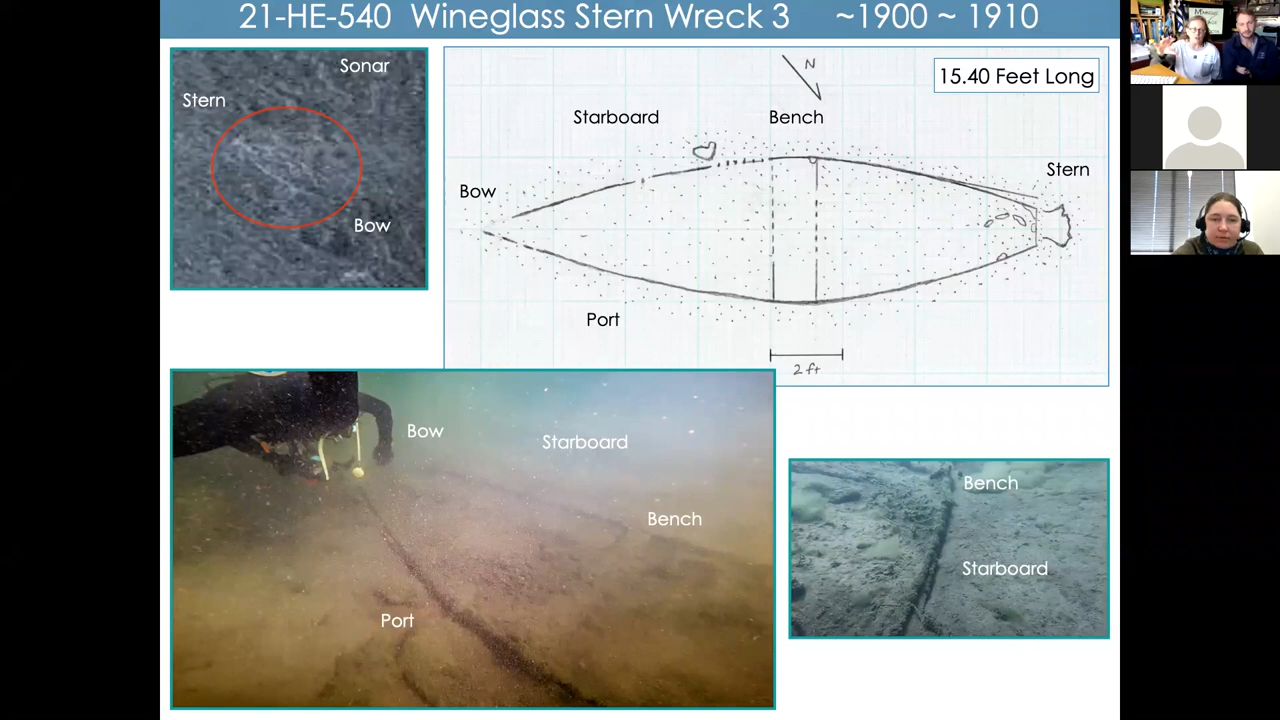 21-HE-540 Wineglass Stern Wreck 3 ~1900 ~ 1910
Sonar
Stern
Bow
15.40 Feet Long
N
Starboard
Bench
Bow
Stern
Port
2 ft
Bow
Starboard
Bench
Port
Bench
Starboard